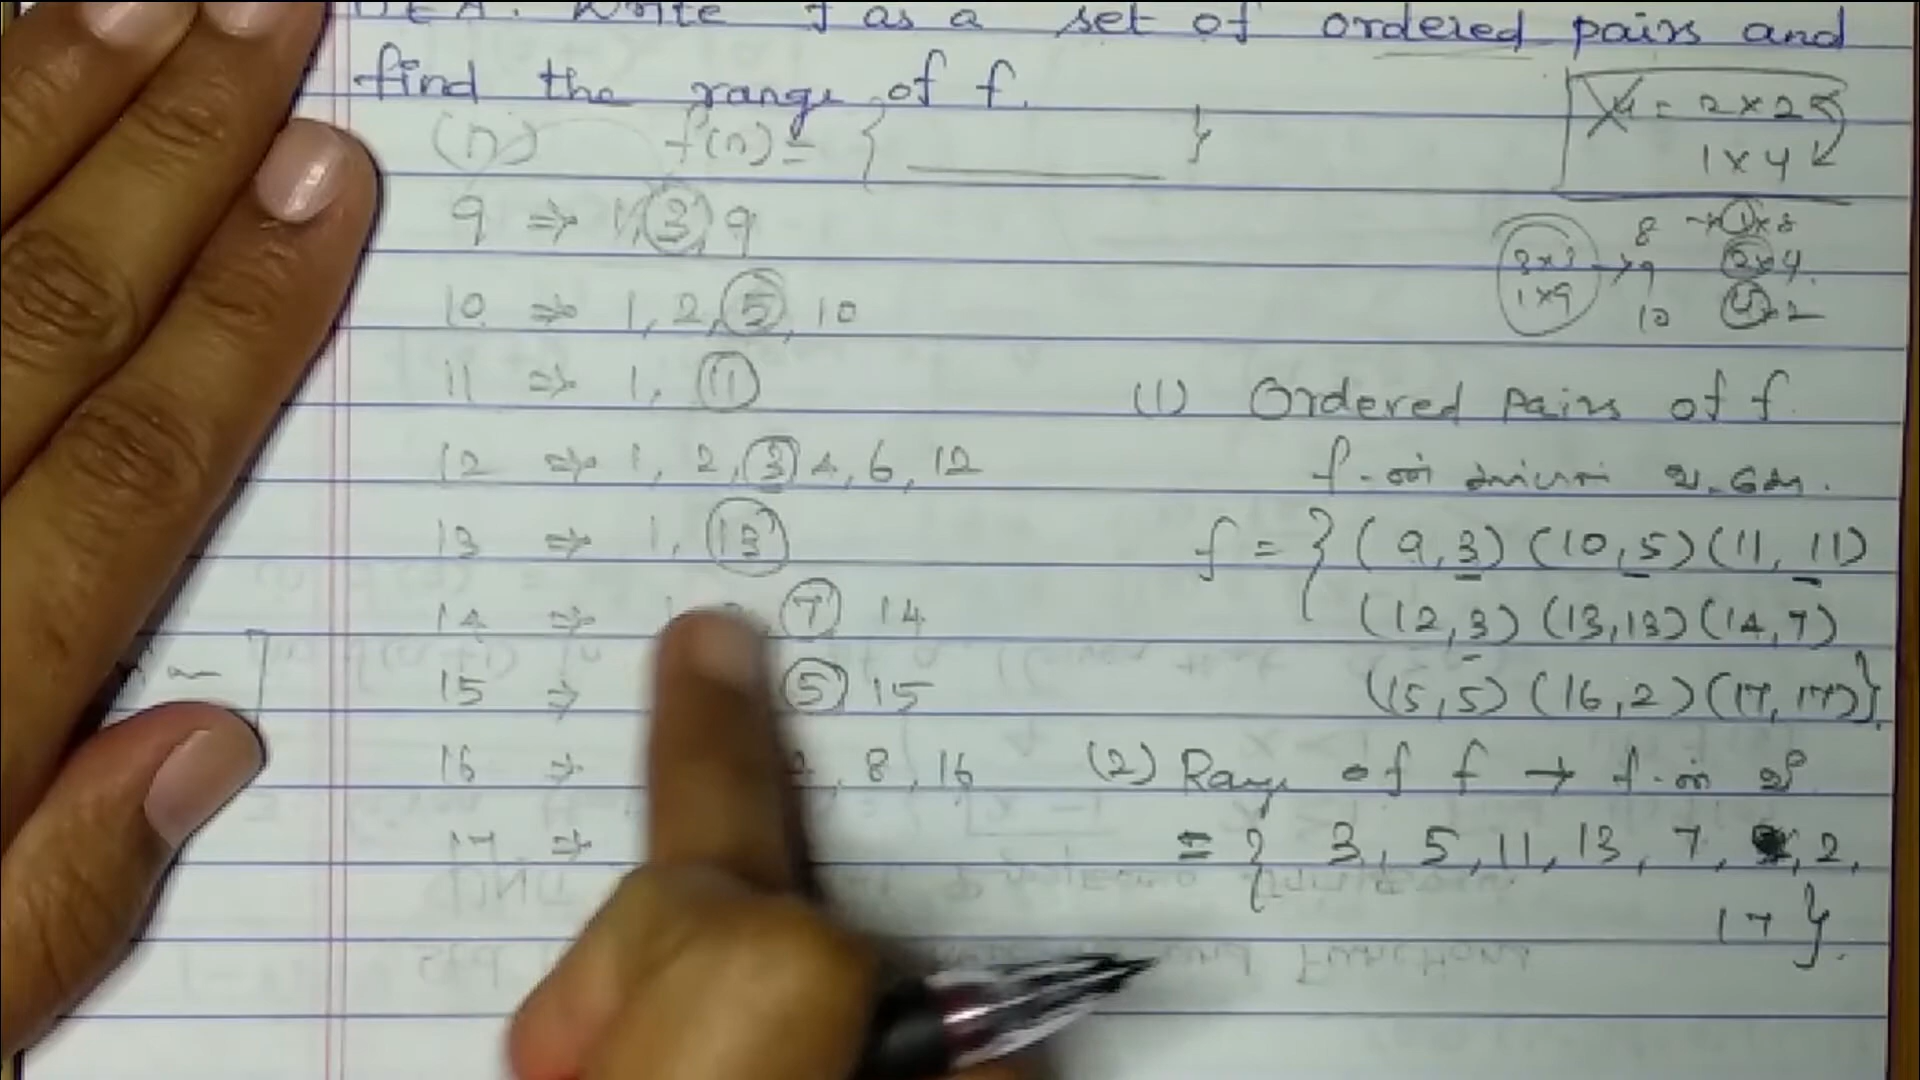 Write f as a set of ordered pairs and
find the range of f.
(n) f(n) = { }
9 ⇒ 1, 3, 9
10 ⇒ 1, 2, 5, 10
11 ⇒ 1, 11
12 ⇒ 1, 2, 3, 4, 6, 12
13 ⇒ 1, 13
14 ⇒ 7 14
15 ⇒ 5 15
16 ⇒ , 8, 16
17 ⇒
4 = 2 × 2
1 × 4
8 → 1 × 8
3 × 3 → 9 2 × 4
1 × 9 10 × 2
(1) Ordered pairs of f.
f = { (9, 3) (10, 5) (11, 11)
(12, 3) (13, 13) (14, 7)
(15, 5) (16, 2) (17, 17) }
(2) Range of f → f-ன்
= { 3, 5, 11, 13, 7, 2,
17 }.